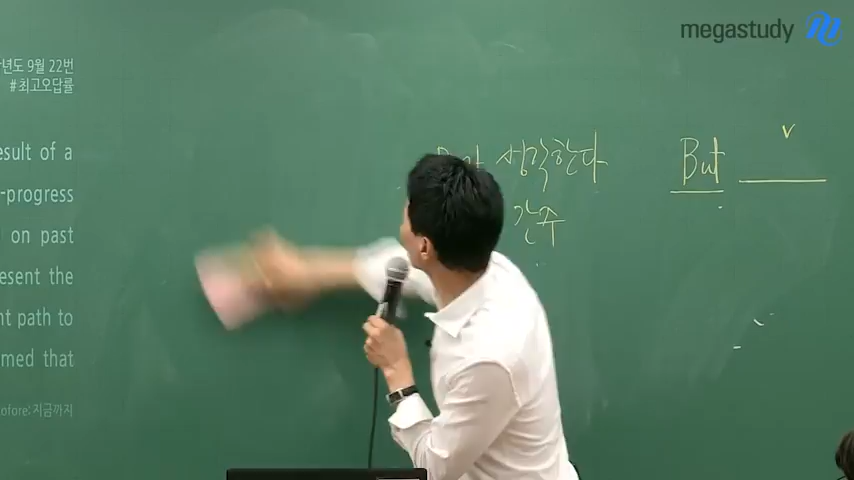 megastudy
년도 9월 22번
#최고오답률
esult of a
-progress
on past
esent the
nt path to
med that
ofore: 지금까지
생각한다
간주
But
v